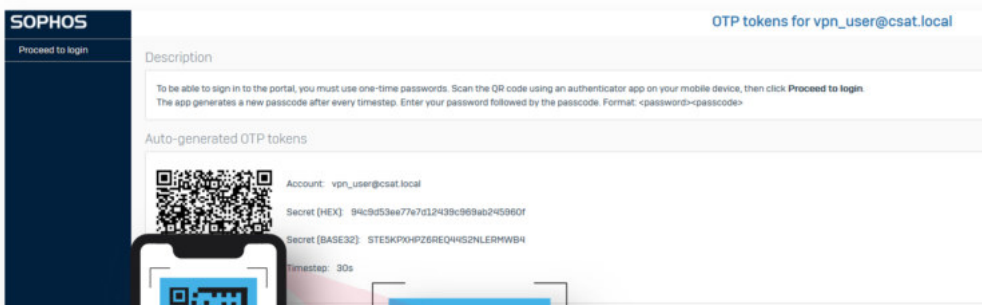 SOPHOS
OTP tokens for vpn_user@csat.local
Proceed to login
Description
To be able to sign in to the portal, you must use one-time passwords. Scan the QR code using an authenticator app on your mobile device, then click Proceed to login.
The app generates a new passcode after every timestep. Enter your password followed by the passcode. Format: <password><passcode>
Auto-generated OTP tokens
Account: vpn_user@csat.local
Secret (HEX): 94c9d53ee77e7d12439c969ab245960f
Secret (BASE32): STE5KPXHPZ6REQ44S2NLERMWB4
Timestep: 30s